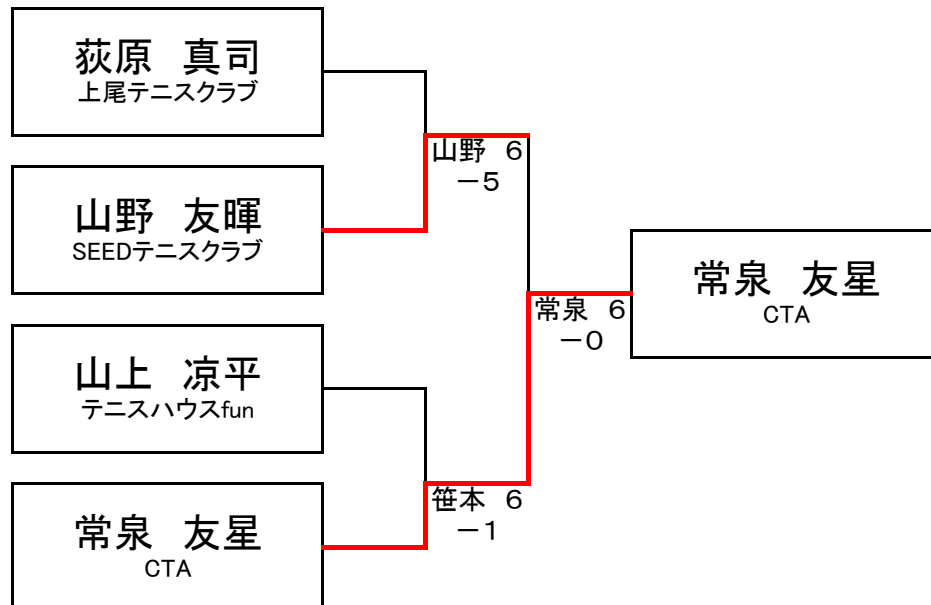 荻原　真司
上尾テニスクラブ
山野　６
－５
山野　友暉
SEEDテニスクラブ
常泉　友星
CTA
常泉　６
－０
山上　凉平
テニスハウスfun
笹本　６
－１
常泉　友星
CTA